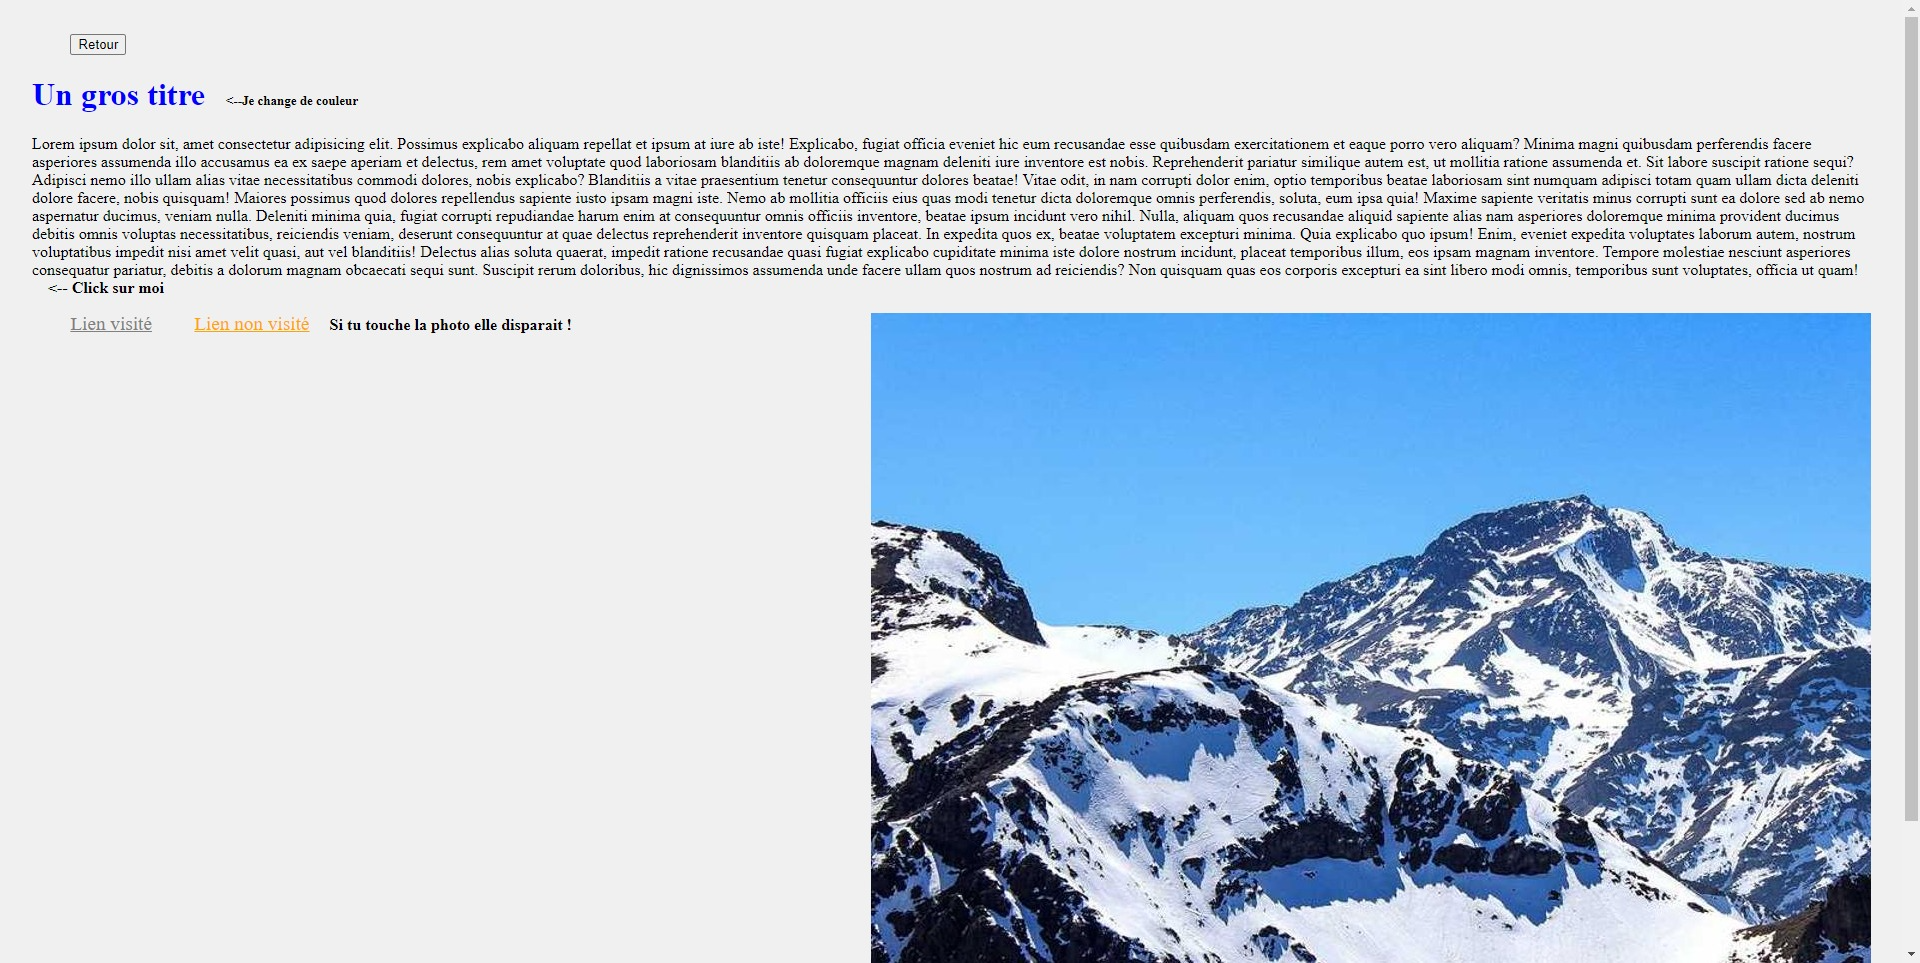 Retour
Un gros titre <--Je change de couleur
Lorem ipsum dolor sit, amet consectetur adipisicing elit. Possimus explicabo aliquam repellat et ipsum at iure ab iste! Explicabo, fugiat officia eveniet hic eum recusandae esse quibusdam exercitationem et eaque porro vero aliquam? Minima magni quibusdam perferendis facere
asperiores assumenda illo accusamus ea ex saepe aperiam et delectus, rem amet voluptate quod laboriosam blanditiis ab doloremque magnam deleniti iure inventore est nobis. Reprehenderit pariatur similique autem est, ut mollitia ratione assumenda et. Sit labore suscipit ratione sequi?
Adipisci nemo illo ullam alias vitae necessitatibus commodi dolores, nobis explicabo? Blanditiis a vitae praesentium tenetur consequuntur dolores beatae! Vitae odit, in nam corrupti dolor enim, optio temporibus beatae laboriosam sint numquam adipisci totam quam ullam dicta deleniti
dolore facere, nobis quisquam! Maiores possimus quod dolores repellendus sapiente iusto ipsam magni iste. Nemo ab mollitia officiis eius quas modi tenetur dicta doloremque omnis perferendis, soluta, eum ipsa quia! Maxime sapiente veritatis minus corrupti sunt ea dolore sed ab nemo
aspernatur ducimus, veniam nulla. Deleniti minima quia, fugiat corrupti repudiandae harum enim at consequuntur omnis officiis inventore, beatae ipsum incidunt vero nihil. Nulla, aliquam quos recusandae aliquid sapiente alias nam asperiores doloremque minima provident ducimus
debitis omnis voluptas necessitatibus, reiciendis veniam, deserunt consequuntur at quae delectus reprehenderit inventore quisquam placeat. In expedita quos ex, beatae voluptatem excepturi minima. Quia explicabo quo ipsum! Enim, eveniet expedita voluptates laborum autem, nostrum
voluptatibus impedit nisi amet velit quasi, aut vel blanditiis! Delectus alias soluta quaerat, impedit ratione recusandae quasi fugiat explicabo cupiditate minima iste dolore nostrum incidunt, placeat temporibus illum, eos ipsam magnam inventore. Tempore molestiae nesciunt asperiores
consequatur pariatur, debitis a dolorum magnam obcaecati sequi sunt. Suscipit rerum doloribus, hic dignissimos assumenda unde facere ullam quos nostrum ad reiciendis? Non quisquam quas eos corporis excepturi ea sint libero modi omnis, temporibus sunt voluptates, officia ut quam!
<-- Click sur moi
Lien visité Lien non visité Si tu touche la photo elle disparait !